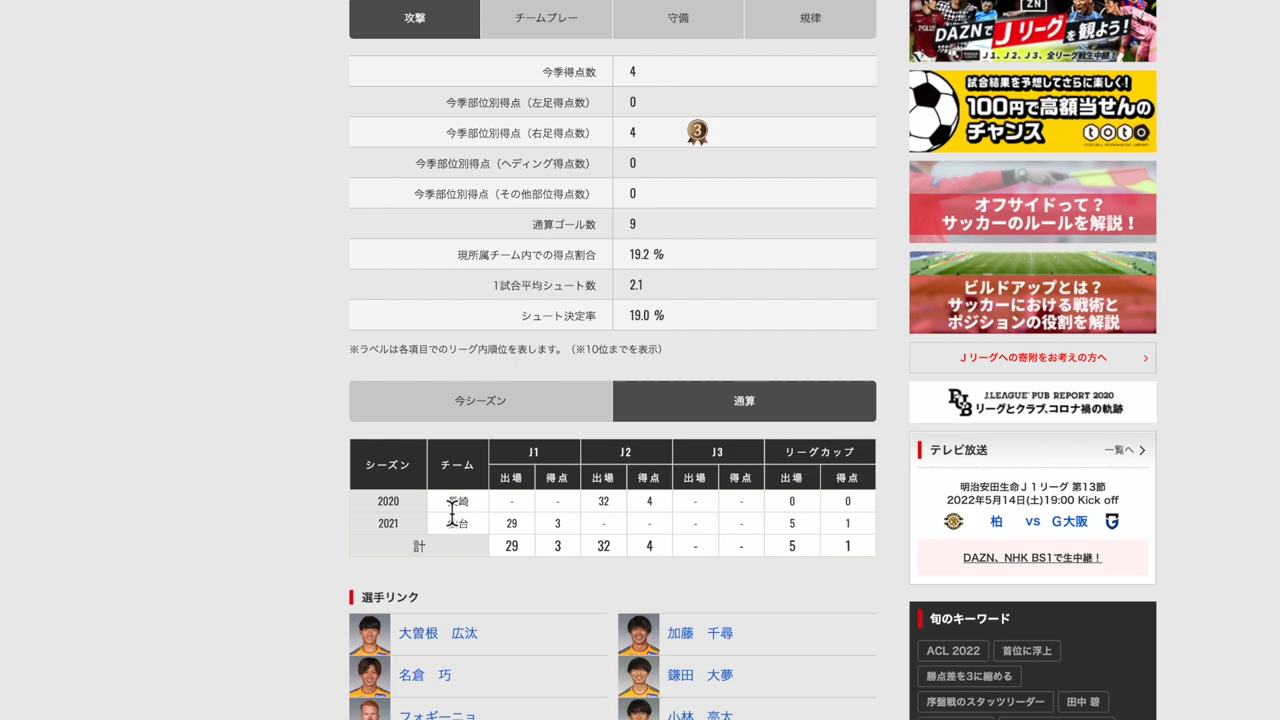 攻撃 チームプレー 守備 規律
今季得点数 4
今季部位別得点（左足得点数） 0
今季部位別得点（右足得点数） 4 3
部位別得点（ヘディング得点数） 0
今季部位別得点（その他部位得点数） 0
通算ゴール数 9
現所属チーム内での得点割合 19.2 %
1試合平均シュート数 2.1
シュート決定率 19.0 %
※ラベルは各項目でのリーグ内順位を表します。（※10位までを表示）
今シーズン 通算
シーズン チーム J1 J2 J3 リーグカップ
出場 得点 出場 得点 出場 得点 出場 得点
2020 崎 - - 32 4 - - 0 0
2021 台 29 3 - - - - 5 1
計 29 3 32 4 - - 5 1
選手リンク
大曽根 広汰 加藤 千尋
名倉 巧 鎌田 大夢
フォギーニョ 小林 亮太
DAZNで Jリーグを観よう!
J1、J2、J3、全リーグ戦生中継!
試合結果を予想してさらに楽しく!
100円で高額当せんの
チャンス toto
オフサイドって?
サッカーのルールを解説!
ビルドアップとは?
サッカーにおける戦術と
ポジションの役割を解説
Jリーグへの寄附をお考えの方へ
J.LEAGUE PUB REPORT 2020
リーグとクラブ、コロナ禍の軌跡
テレビ放送 一覧へ
明治安田生命Ｊ１リーグ 第13節
2022年5月14日(土)19:00 Kick off
柏 vs Ｇ大阪
DAZN、NHK BS1で生中継！
旬のキーワード
ACL 2022 首位に浮上
勝点差を3に縮める
序盤戦のスタッツリーダー 田中 碧